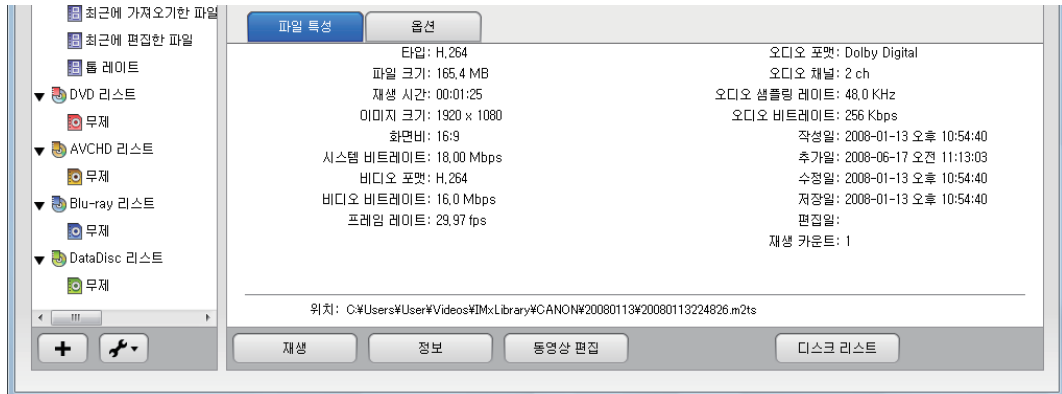 최근에 가져오기한 파일
최근에 편집한 파일
톱 레이트
DVD 리스트
무제
AVCHD 리스트
무제
Blu-ray 리스트
무제
DataDisc 리스트
무제
파일 특성
옵션
타입: H.264
파일 크기: 165.4 MB
재생 시간: 00:01:25
이미지 크기: 1920 x 1080
화면비: 16:9
시스템 비트레이트: 18.00 Mbps
비디오 포맷: H.264
비디오 비트레이트: 16.0 Mbps
프레임 레이트: 29.97 fps
오디오 포맷: Dolby Digital
오디오 채널: 2 ch
오디오 샘플링 레이트: 48.0 KHz
오디오 비트레이트: 256 Kbps
작성일: 2008-01-13 오후 10:54:40
추가일: 2008-06-17 오전 11:13:03
수정일: 2008-01-13 오후 10:54:40
저장일: 2008-01-13 오후 10:54:40
편집일:
재생 카운트: 1
위치: C:¥Users¥User¥Videos¥IMxLibrary¥CANON¥20080113¥20080113224826.m2ts
재생
정보
동영상 편집
디스크 리스트